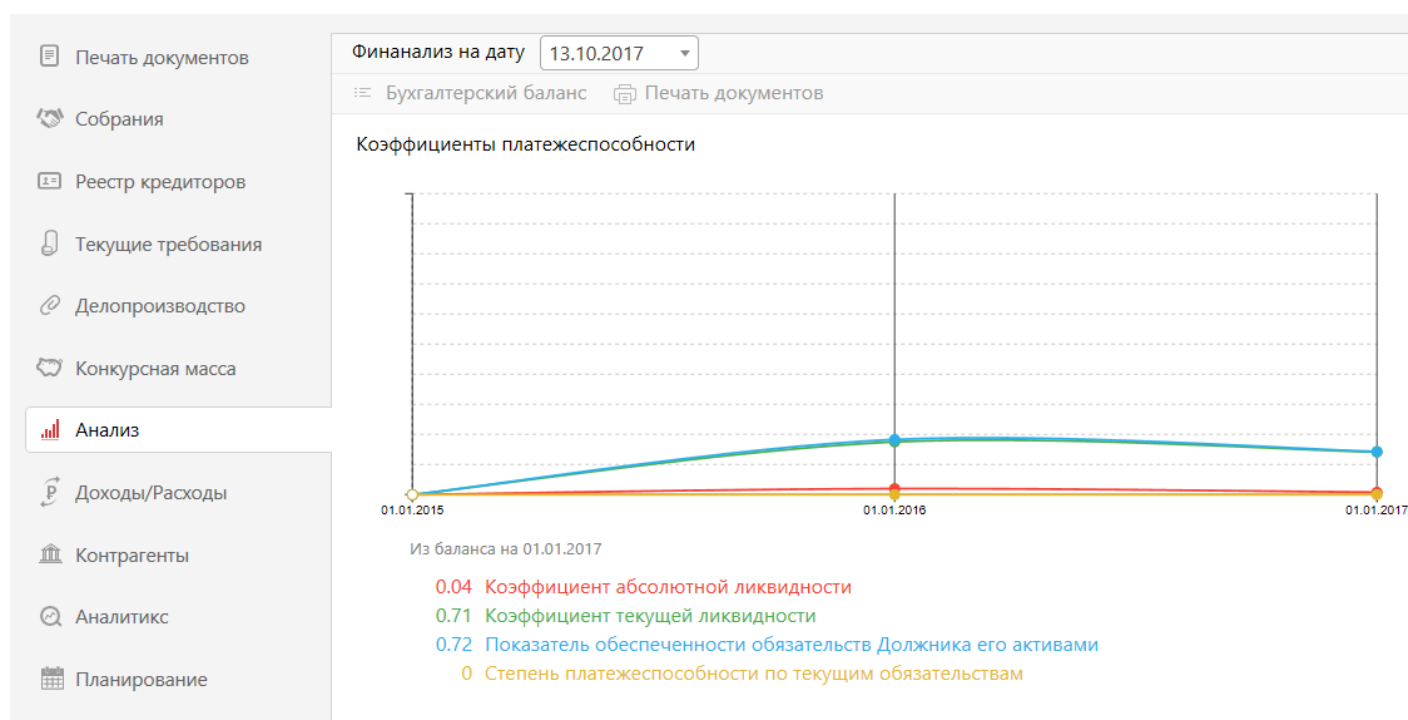 Печать документов
Собрания
Реестр кредиторов
Текущие требования
Делопроизводство
Конкурсная масса
Анализ
Доходы/Расходы
Контрагенты
Аналитикс
Планирование
Финанализ на дату 13.10.2017
Бухгалтерский баланс Печать документов
Коэффициенты платежеспособности
01.01.2015 01.01.2016 01.01.2017
Из баланса на 01.01.2017
0.04 Коэффициент абсолютной ликвидности
0.71 Коэффициент текущей ликвидности
0.72 Показатель обеспеченности обязательств Должника его активами
0 Степень платежеспособности по текущим обязательствам